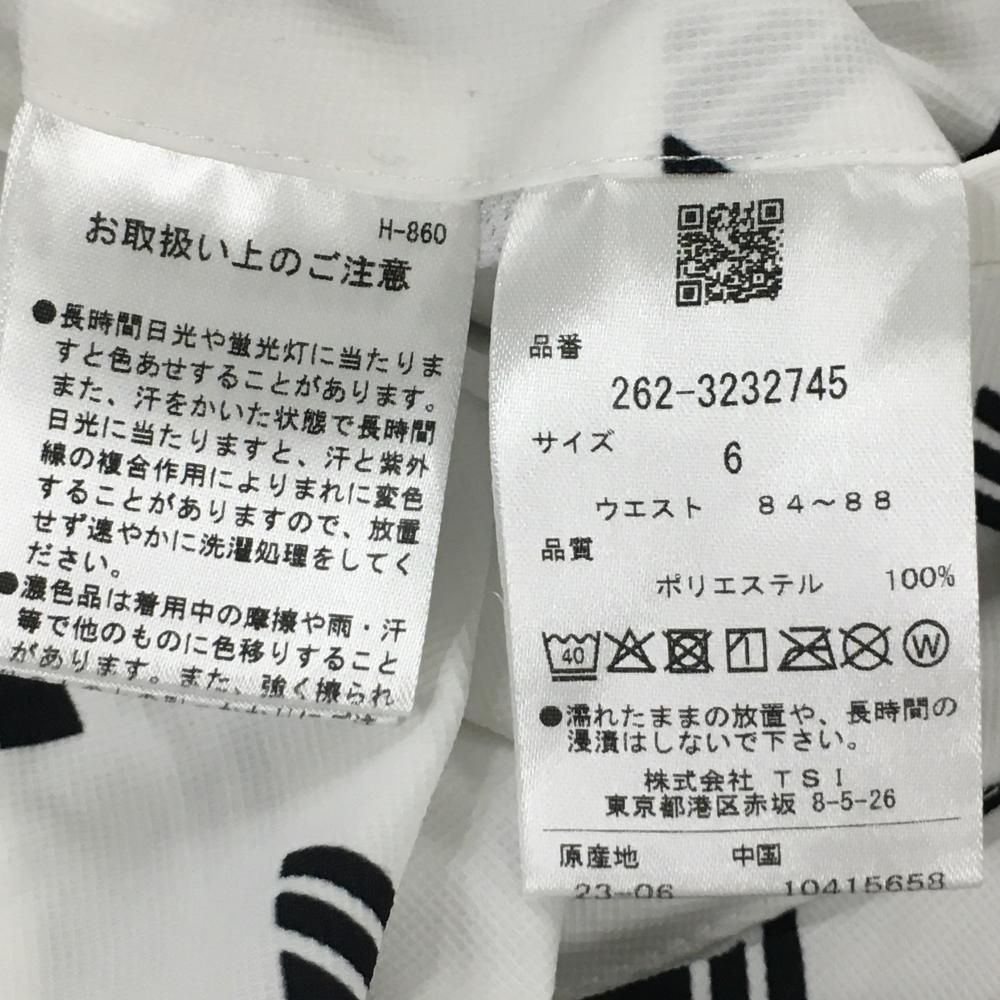 H-860
お取扱い上のご注意
●長時間日光や蛍光灯に当たりま
すと色あせすることがあります。
また、汗をかいた状態で長時間
日光に当たりますと、汗と紫外
線の複合作用によりまれに変色
することがありますので、放置
せず速やかに洗濯処理をしてく
ださい。
●濃色品は着用中の摩擦や雨・汗
等で他のものに色移りすること
があります。また、強く擦られ
品番
262-3232745
サイズ
6
ウエスト 84~88
品質
ポリエステル 100%
40
W
●濡れたままの放置や、長時間の
浸漬はしないで下さい。
株式会社 TSI
東京都港区赤坂 8-5-26
原産地 中国
23-06 10415658